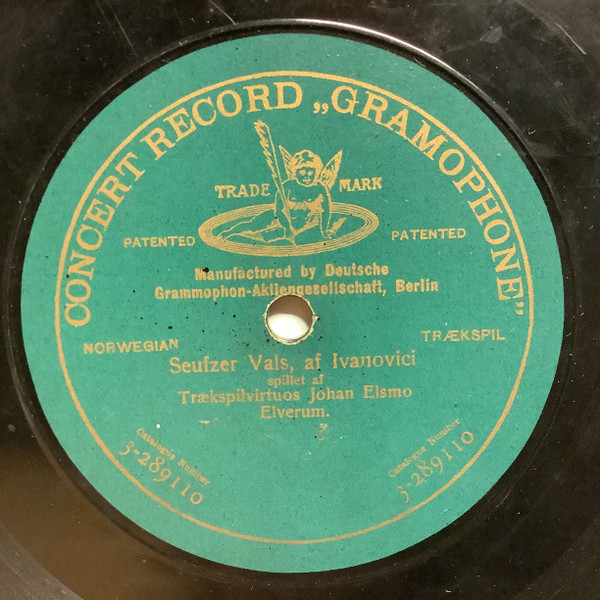 CONCERT RECORD „GRAMOPHONE"
TRADE MARK
PATENTED PATENTED
Manufactured by Deutsche
Grammophon-Aktiengesellschaft, Berlin
NORWEGIAN TRÆKSPIL
Seufzer Vals, af Ivanovici
spillet af
Trækspilvirtuos Johan Elsmo
Elverum.
Catalogue Number
3-289110
Catalogue Number
3-289110